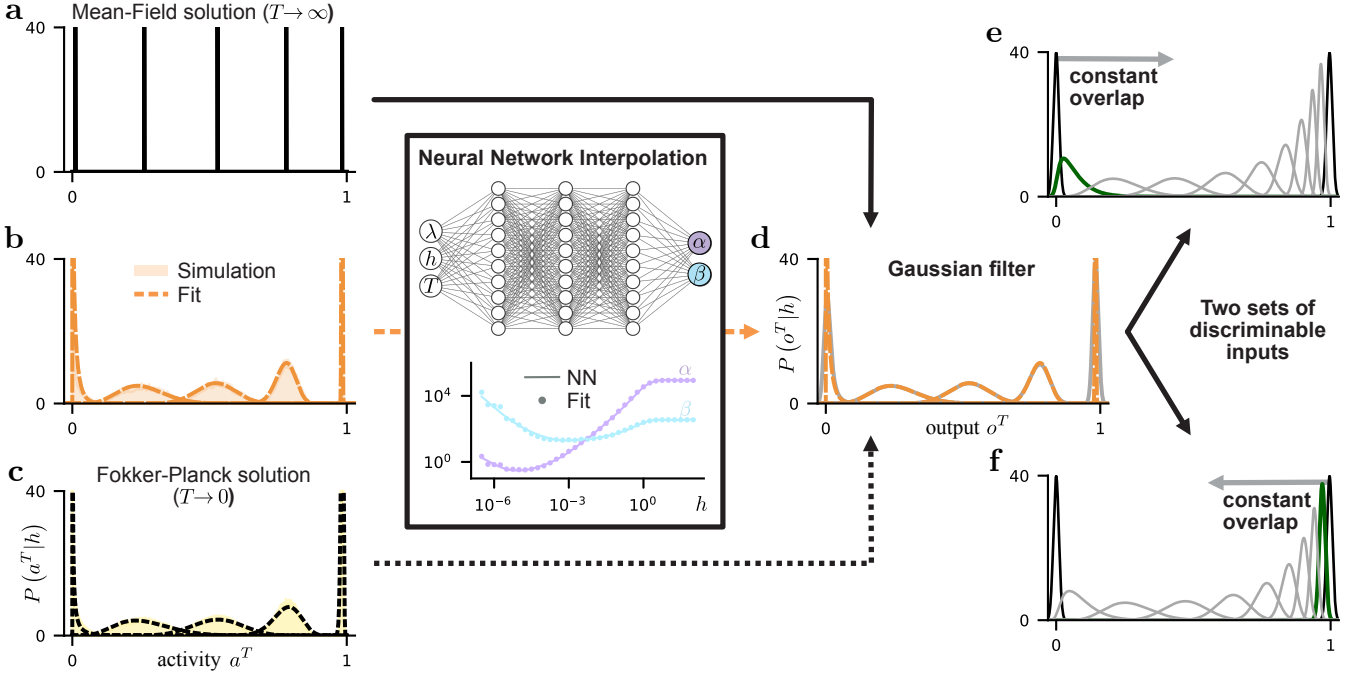 a
Mean-Field solution (T→∞)
40
0
0
1
b
40
0
Simulation
Fit
0
1
c
Fokker-Planck solution
(T→0)
40
0
P (a^T|h)
0
1
activity a^T
Neural Network Interpolation
λ
h
T
α
β
NN
Fit
α
β
10^4
10^0
10^−6
10^−3
10^0
h
d
40
0
P (o^T|h)
Gaussian filter
0
1
output o^T
Two sets of
discriminable
inputs
e
40
0
constant
overlap
0
1
f
40
0
constant
overlap
0
1